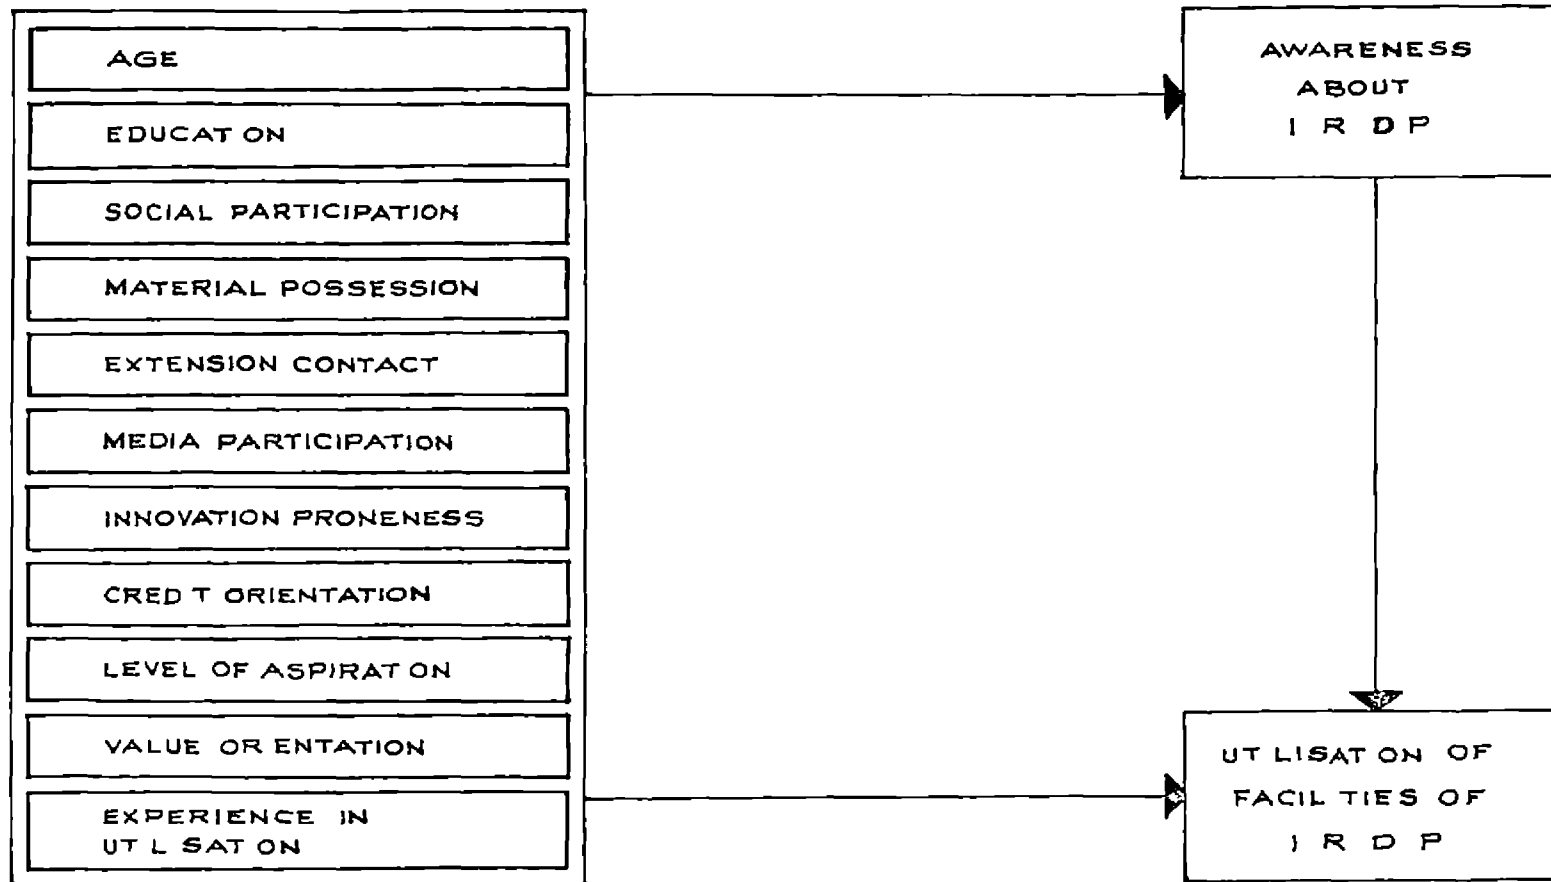 AGE
EDUCAT ON
SOCIAL PARTICIPATION
MATERIAL POSSESSION
EXTENSION CONTACT
MEDIA PARTICIPATION
INNOVATION PRONENESS
CRED T ORIENTATION
LEVEL OF ASPIRAT ON
VALUE OR ENTATION
EXPERIENCE IN
UT L SAT ON
AWARENESS
ABOUT
I R D P
UT LISAT ON OF
FACIL TIES OF
I R D P